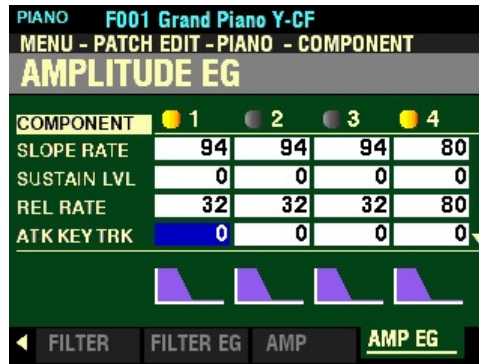 PIANO F001 Grand Piano Y-CF
MENU - PATCH EDIT - PIANO - COMPONENT
AMPLITUDE EG
COMPONENT 1 2 3 4
SLOPE RATE 94 94 94 80
SUSTAIN LVL 0 0 0 0
REL RATE 32 32 32 80
ATK KEY TRK 0 0 0 0
FILTER FILTER EG AMP AMP EG